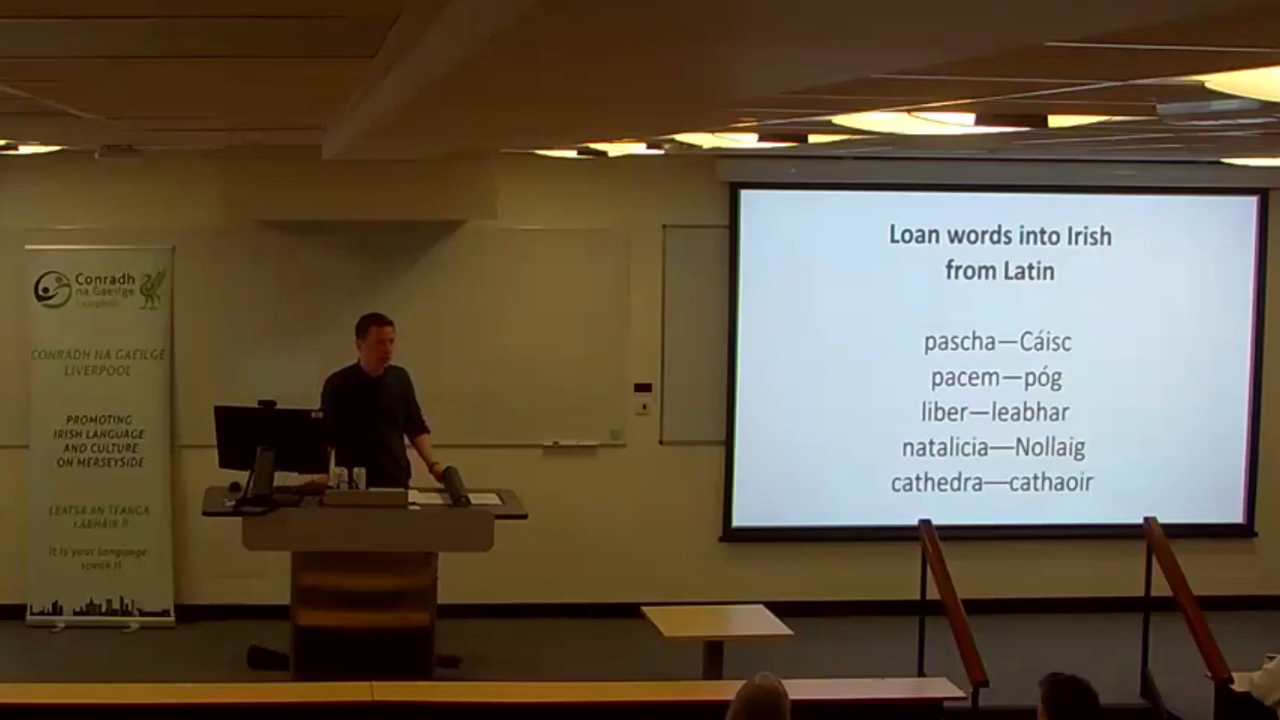 Conradh
na Gaeilge
Liverpool
CONRADH NA GAEILGE
LIVERPOOL
PROMOTING
IRISH LANGUAGE
AND CULTURE
ON MERSEYSIDE
LEATSA AN TEANGA
LABHAIR Í!
It is your language
speak it
Loan words into Irish
from Latin
pascha—Cáisc
pacem—póg
liber—leabhar
natalicia—Nollaig
cathedra—cathaoir